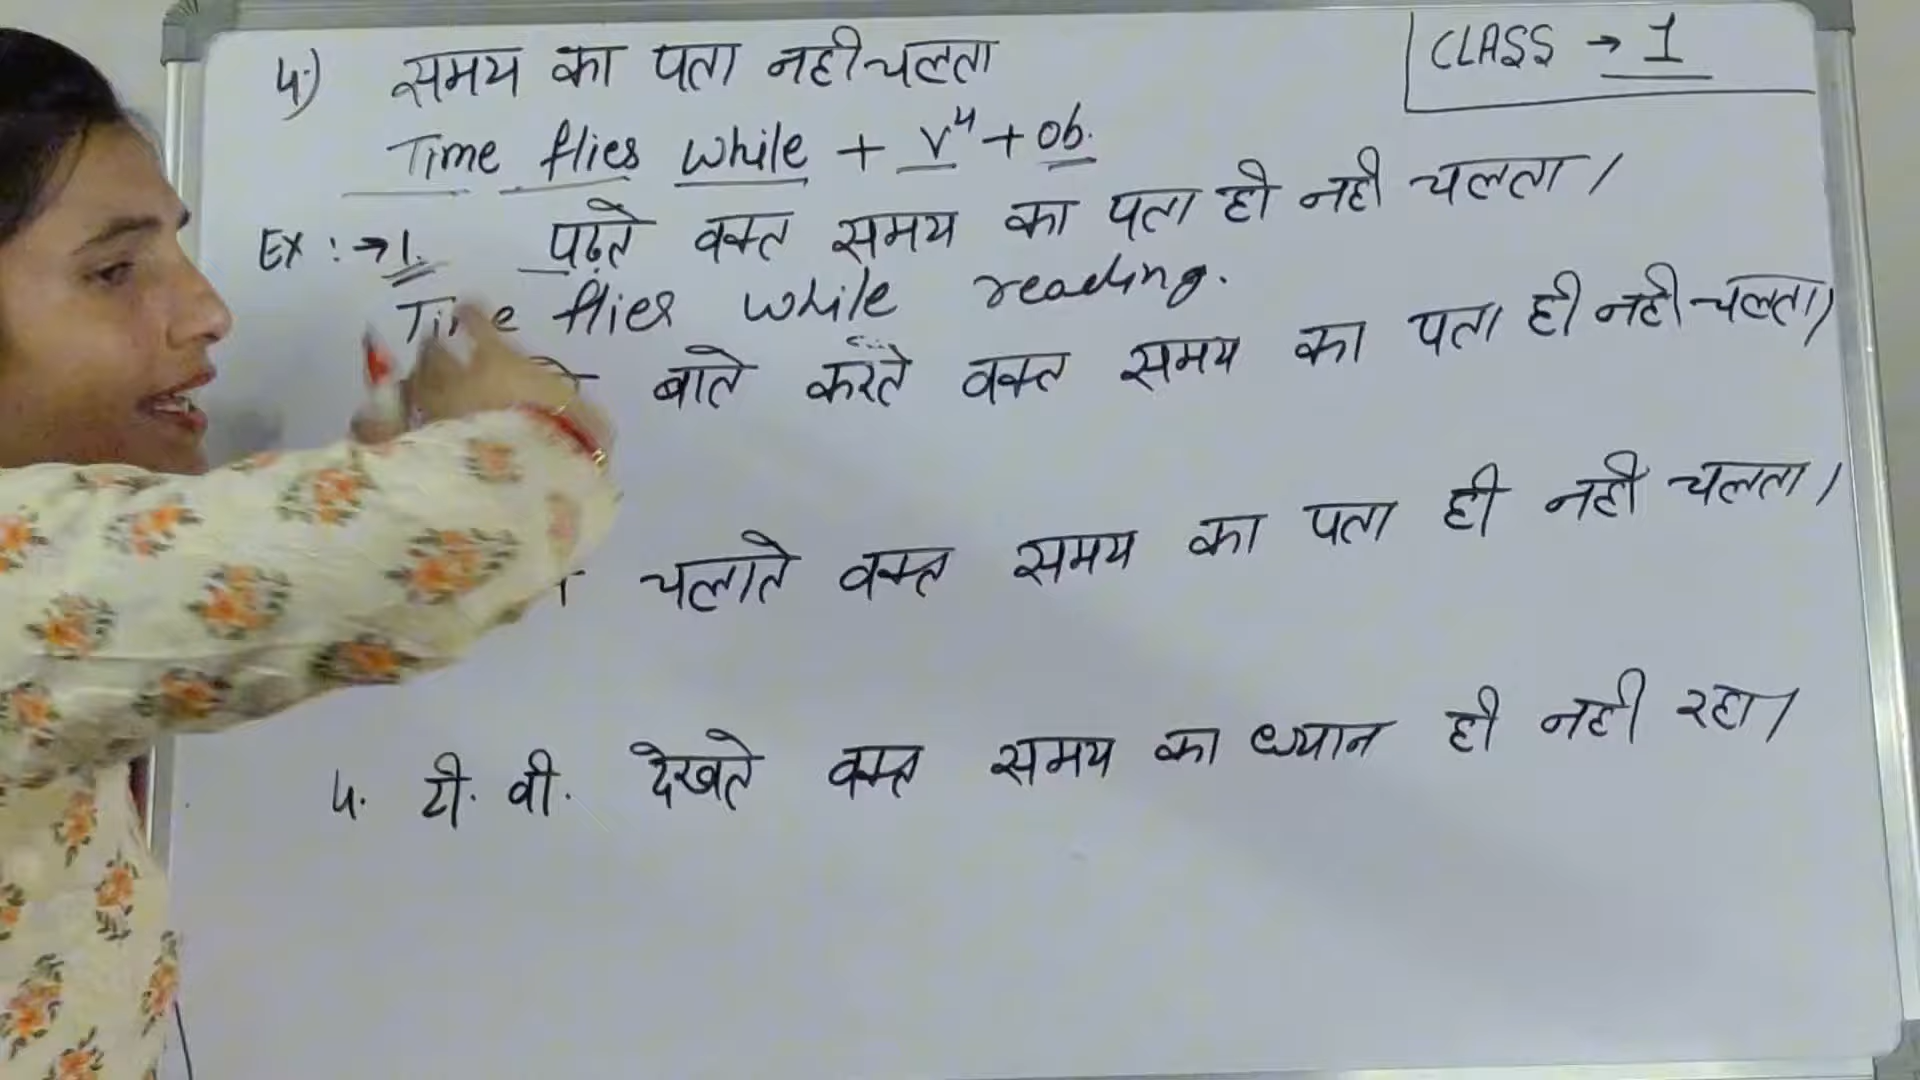 CLASS → 1
4.) समय का पता नही चलता
Time flies while + V⁴ + ob.
EX :→ 1. पढ़ते वक्त समय का पता ही नही चलता।
Time flies while reading.
बाते करते वक्त समय का पता ही नही चलता।
चलाते वक्त समय का पता ही नही चलता।
4. टी. वी. देखते वक्त समय का ध्यान ही नही रहा।